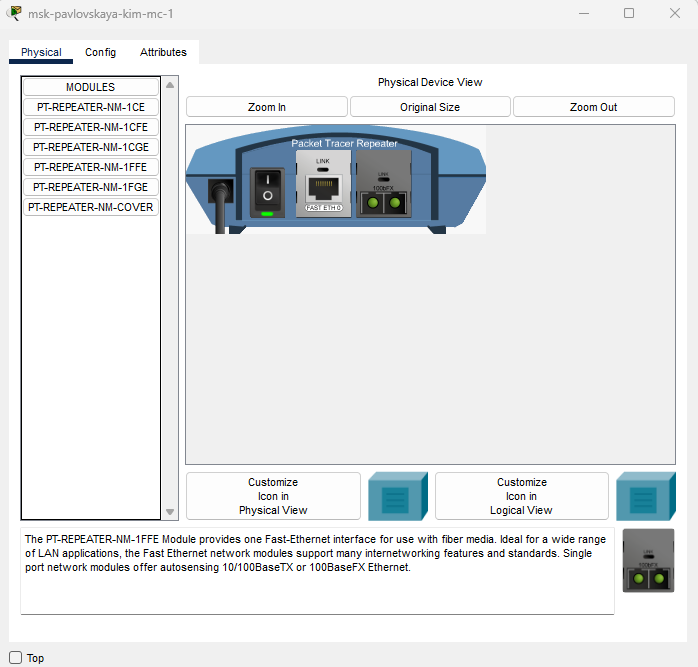 msk-pavlovskaya-kim-mc-1
Physical
Config
Attributes
MODULES
PT-REPEATER-NM-1CE
PT-REPEATER-NM-1CFE
PT-REPEATER-NM-1CGE
PT-REPEATER-NM-1FFE
PT-REPEATER-NM-1FGE
PT-REPEATER-NM-COVER
Physical Device View
Zoom In
Original Size
Zoom Out
Packet Tracer Repeater
LINK
FAST ETH 0
LINK
100bFX
Customize
Icon in
Physical View
Customize
Icon in
Logical View
The PT-REPEATER-NM-1FFE Module provides one Fast-Ethernet interface for use with fiber media. Ideal for a wide range
of LAN applications, the Fast Ethernet network modules support many internetworking features and standards. Single
port network modules offer autosensing 10/100BaseTX or 100BaseFX Ethernet.
LINK
100bFX
Top